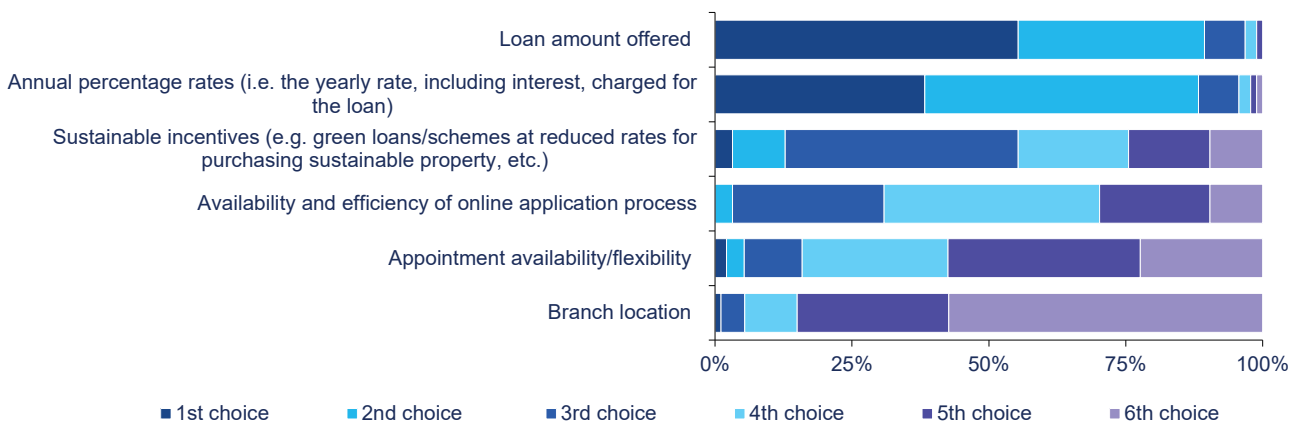 Loan amount offered
Annual percentage rates (i.e. the yearly rate, including interest, charged for
the loan)
Sustainable incentives (e.g. green loans/schemes at reduced rates for
purchasing sustainable property, etc.)
Availability and efficiency of online application process
Appointment availability/flexibility
Branch location
0% 25% 50% 75% 100%
1st choice 2nd choice 3rd choice 4th choice 5th choice 6th choice